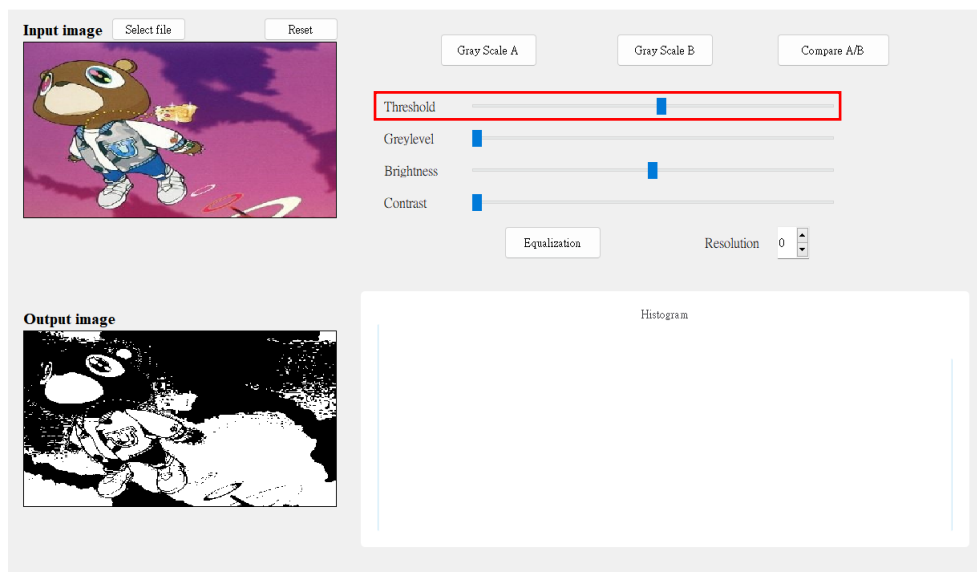 Input image
Select file
Reset
Gray Scale A
Gray Scale B
Compare A/B
Threshold
Greylevel
Brightness
Contrast
Equalization
Resolution
0
Output image
Histogram